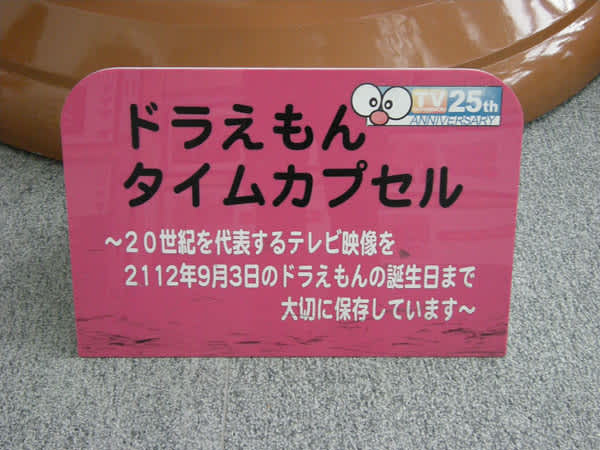 TV25th
ANNIVERSARY
ドラえもん
タイムカプセル
～20世紀を代表するテレビ映像を
2112年9月3日のドラえもんの誕生日まで
大切に保存しています～